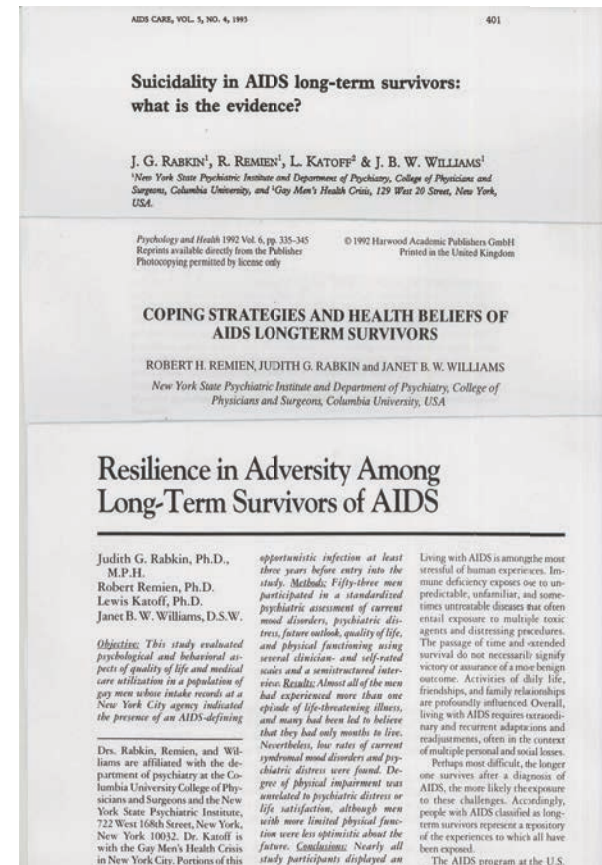 AIDS CARE, VOL. 5, NO. 4, 1993 401
Suicidality in AIDS long-term survivors:
what is the evidence?
J. G. RABKIN¹, R. REMIEN¹, L. KATOFF² & J. B. W. WILLIAMS¹
¹New York State Psychiatric Institute and Department of Psychiatry, College of Physicians and
Surgeons, Columbia University, and ²Gay Men's Health Crisis, 129 West 20 Street, New York,
USA.
Psychology and Health 1992 Vol. 6, pp. 335–345
Reprints available directly from the Publisher
Photocopying permitted by license only
© 1992 Harwood Academic Publishers GmbH
Printed in the United Kingdom
COPING STRATEGIES AND HEALTH BELIEFS OF
AIDS LONGTERM SURVIVORS
ROBERT H. REMIEN, JUDITH G. RABKIN and JANET B. W. WILLIAMS
New York State Psychiatric Institute and Department of Psychiatry, College of
Physicians and Surgeons, Columbia University, USA
Resilience in Adversity Among
Long-Term Survivors of AIDS
Judith G. Rabkin, Ph.D.,
M.P.H.
Robert Remien, Ph.D.
Lewis Katoff, Ph.D.
Janet B. W. Williams, D.S.W.
Objective: This study evaluated
psychological and behavioral as-
pects of quality of life and medical
care utilization in a population of
gay men whose intake records at a
New York City agency indicated
the presence of an AIDS-defining
Drs. Rabkin, Remien, and Wil-
liams are affiliated with the de-
partment of psychiatry at the Co-
lumbia University College of Phy-
sicians and Surgeons and the New
York State Psychiatric Institute,
722 West 168th Street, New York,
New York 10032. Dr. Katoff is
with the Gay Men's Health Crisis
in New York City. Portions of this
opportunistic infection at least
three years before entry into the
study. Methods: Fifty-three men
participated in a standardized
psychiatric assessment of current
mood disorders, psychiatric dis-
tress, future outlook, quality of life,
and physical functioning using
several clinician- and self-rated
scales and a semistructured inter-
view. Results: Almost all of the men
had experienced more than one
episode of life-threatening illness,
and many had been led to believe
that they had only months to live.
Nevertheless, low rates of current
syndromal mood disorders and psy-
chiatric distress were found. De-
gree of physical impairment was
unrelated to psychiatric distress or
life satisfaction, although men
with more limited physical func-
tion were less optimistic about the
future. Conclusions: Nearly all
study participants displayed an
Living with AIDS is among the most
stressful of human experiences. Im-
mune deficiency exposes one to un-
predictable, unfamiliar, and some-
times untreatable diseases that often
entail exposure to multiple toxic
agents and distressing procedures.
The passage of time and extended
survival do not necessarily signify
victory or assurance of a more benign
outcome. Activities of daily life,
friendships, and family relationships
are profoundly influenced. Overall,
living with AIDS requires extraordi-
nary and recurrent adaptations and
readjustments, often in the context
of multiple personal and social losses.
Perhaps most difficult, the longer
one survives after a diagnosis of
AIDS, the more likely the exposure
to these challenges. Accordingly,
people with AIDS classified as long-
term survivors represent a repository
of the experiences to which all have
been exposed.
The AIDS program at the U.S.